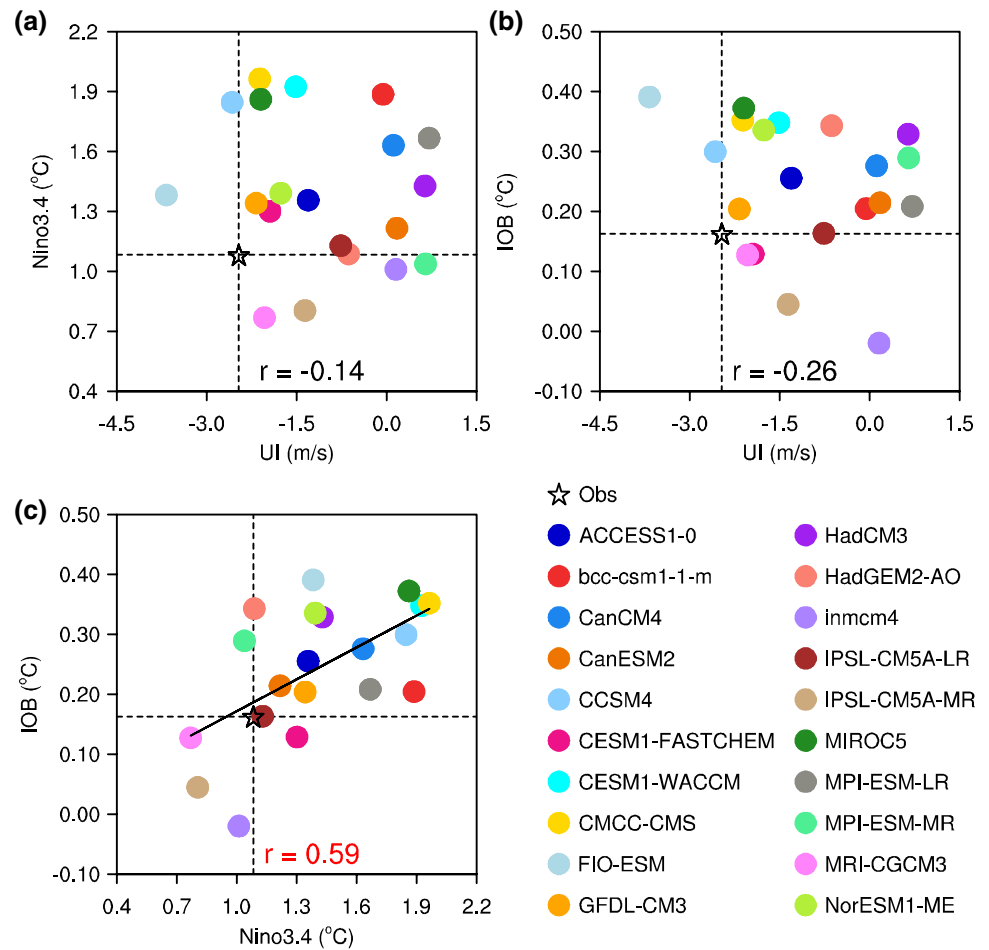 (a)
2.2
1.9
1.6
1.3
1.0
0.7
0.4
Nino3.4 (°C)
r = -0.14
-4.5 -3.0 -1.5 0.0 1.5
UI (m/s)
(b)
0.50
0.40
0.30
0.20
0.10
0.00
-0.10
IOB (°C)
r = -0.26
-4.5 -3.0 -1.5 0.0 1.5
UI (m/s)
(c)
0.50
0.40
0.30
0.20
0.10
0.00
-0.10
IOB (°C)
r = 0.59
0.4 0.7 1.0 1.3 1.6 1.9 2.2
Nino3.4 (°C)
Obs
ACCESS1-0
bcc-csm1-1-m
CanCM4
CanESM2
CCSM4
CESM1-FASTCHEM
CESM1-WACCM
CMCC-CMS
FIO-ESM
GFDL-CM3
HadCM3
HadGEM2-AO
inmcm4
IPSL-CM5A-LR
IPSL-CM5A-MR
MIROC5
MPI-ESM-LR
MPI-ESM-MR
MRI-CGCM3
NorESM1-ME